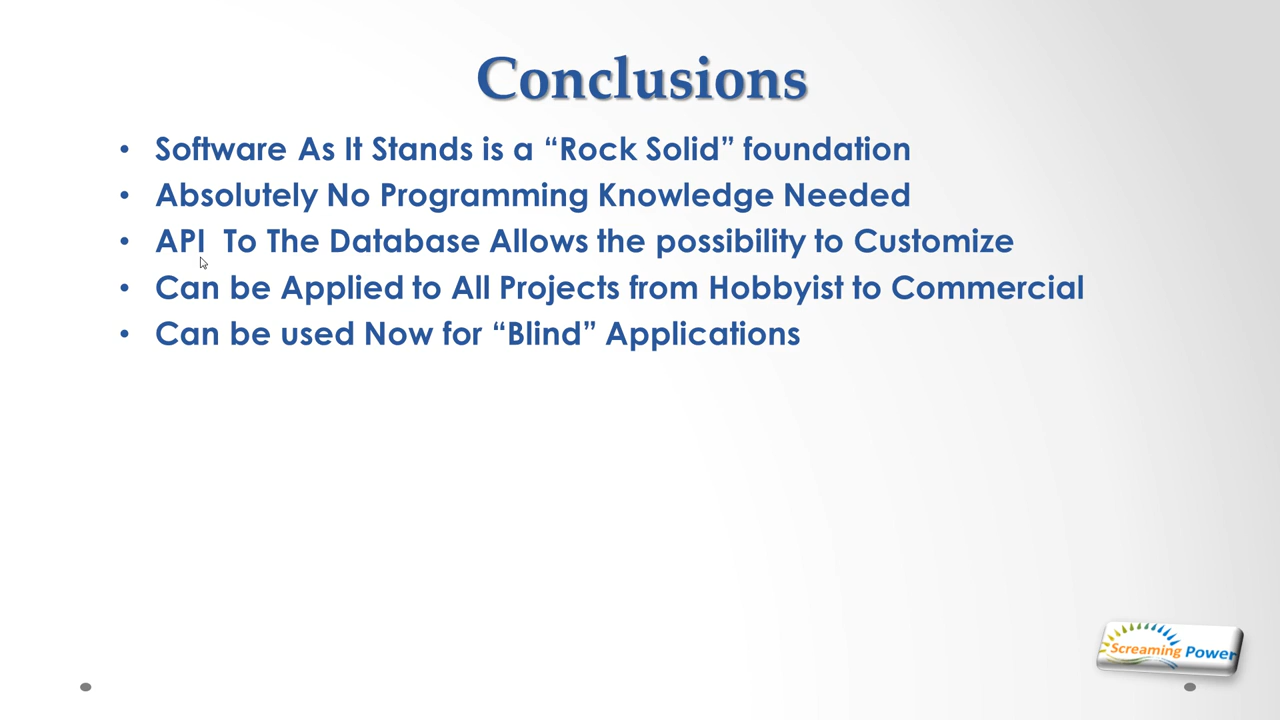 Conclusions
• Software As It Stands is a “Rock Solid” foundation
• Absolutely No Programming Knowledge Needed
• API  To The Database Allows the possibility to Customize
• Can be Applied to All Projects from Hobbyist to Commercial
• Can be used Now for “Blind” Applications
Screaming Power